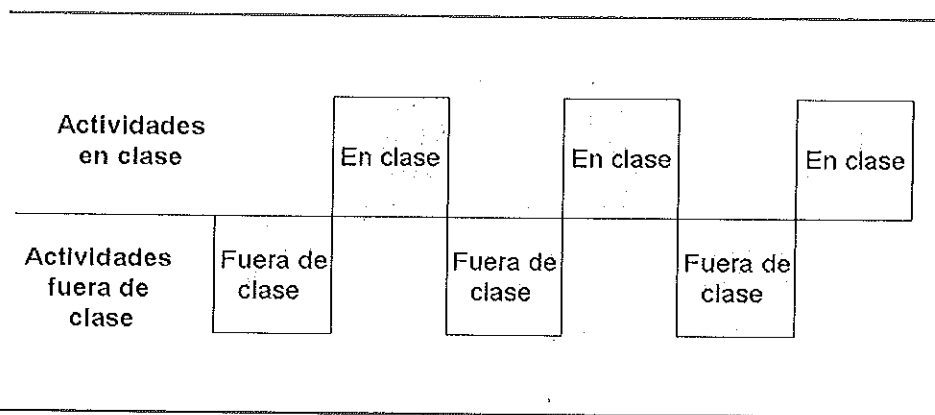 Actividades
en clase
En clase
En clase
En clase
Actividades
fuera de
clase
Fuera de
clase
Fuera de
clase
Fuera de
clase